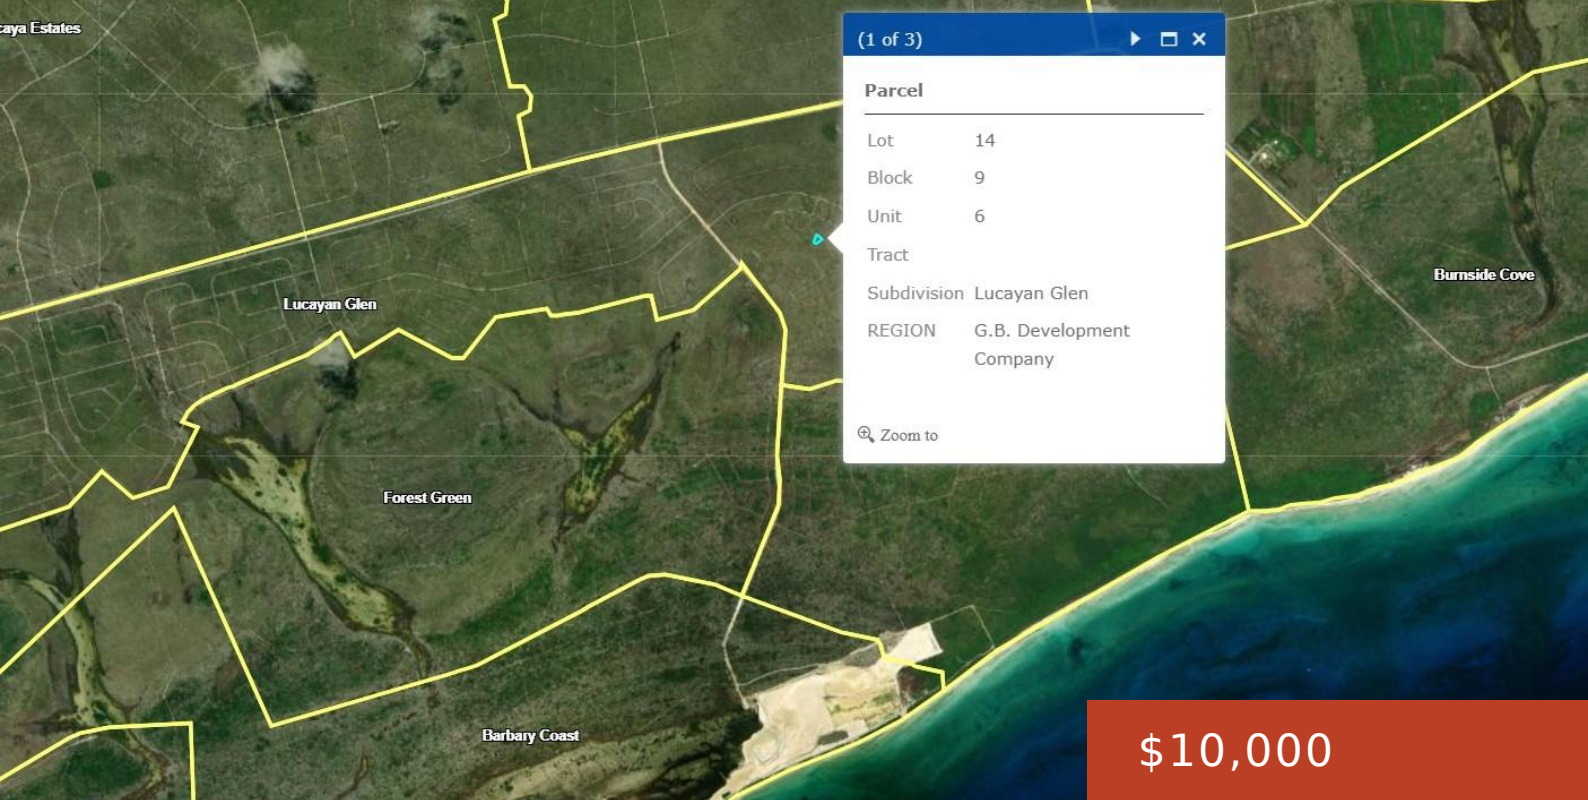 caya Estates
(1 of 3)
Parcel
Lot 14
Block 9
Unit 6
Tract
Subdivision Lucayan Glen
REGION G.B. Development
Company
Zoom to
Lucayan Glen
Burnside Cove
Forest Green
Barbary Coast
$10,000